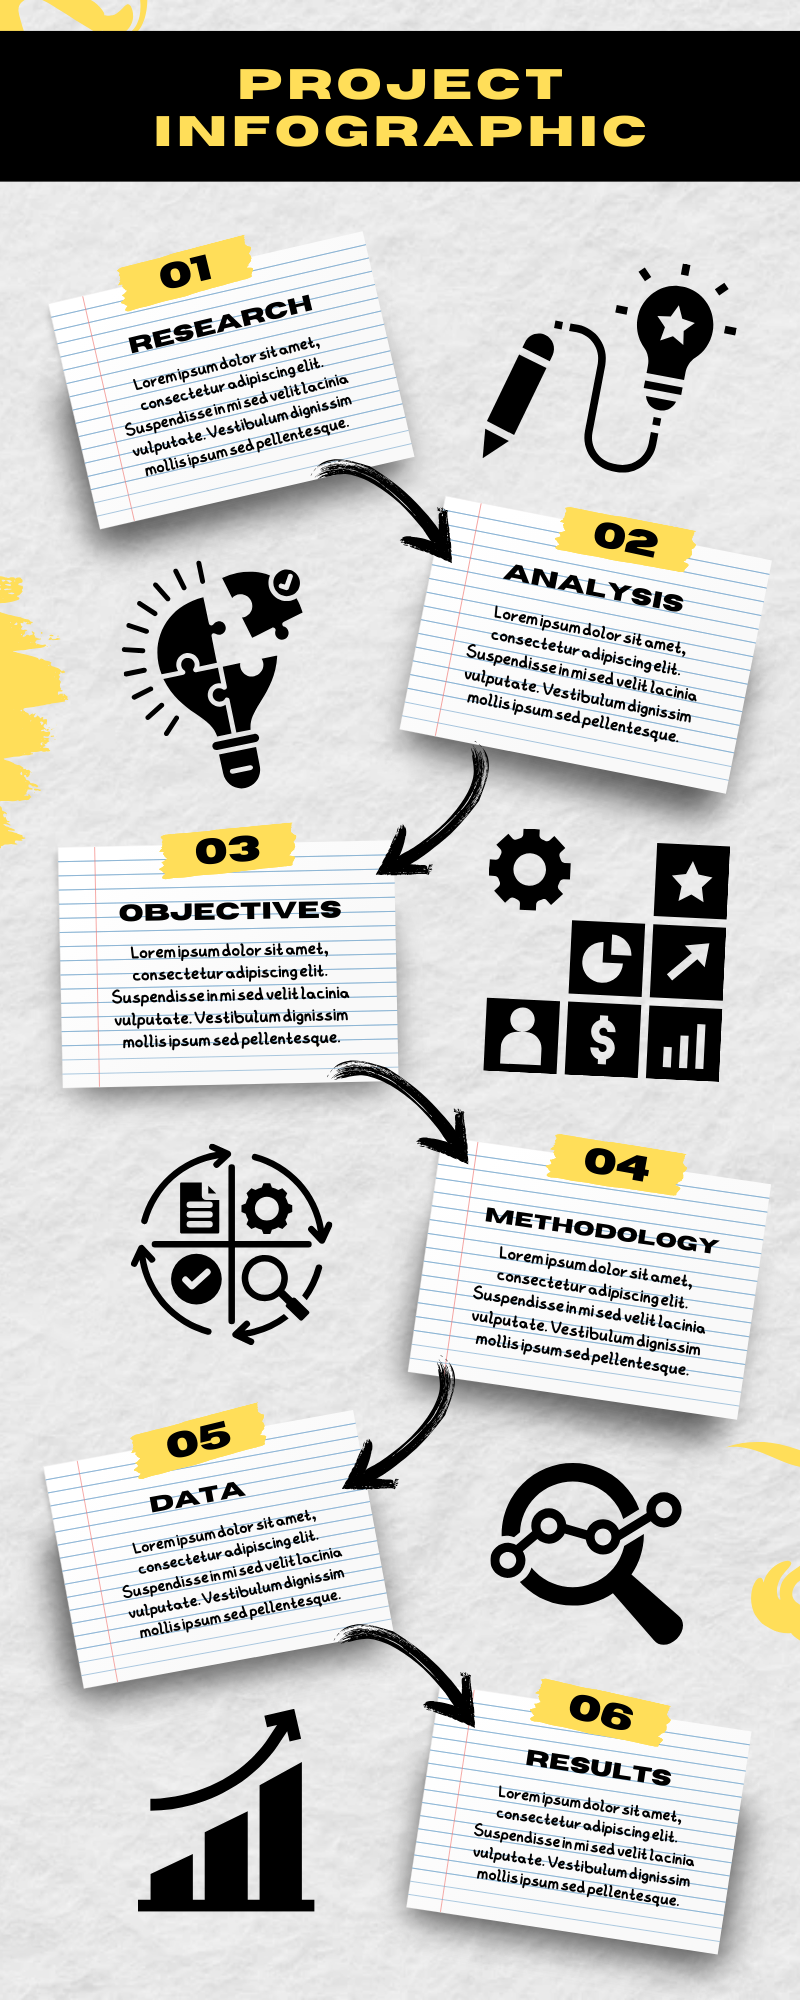 PROJECT
INFOGRAPHIC
01
RESEARCH
Lorem ipsum dolor sit amet,
consectetur adipiscing elit.
Suspendisse in mi sed velit lacinia
vulputate. Vestibulum dignissim
mollis ipsum sed pellentesque.
02
ANALYSIS
Lorem ipsum dolor sit amet,
consectetur adipiscing elit.
Suspendisse in mi sed velit lacinia
vulputate. Vestibulum dignissim
mollis ipsum sed pellentesque.
03
OBJECTIVES
Lorem ipsum dolor sit amet,
consectetur adipiscing elit.
Suspendisse in mi sed velit lacinia
vulputate. Vestibulum dignissim
mollis ipsum sed pellentesque.
$
04
METHODOLOGY
Lorem ipsum dolor sit amet,
consectetur adipiscing elit.
Suspendisse in mi sed velit lacinia
vulputate. Vestibulum dignissim
mollis ipsum sed pellentesque.
05
DATA
Lorem ipsum dolor sit amet,
consectetur adipiscing elit.
Suspendisse in mi sed velit lacinia
vulputate. Vestibulum dignissim
mollis ipsum sed pellentesque.
06
RESULTS
Lorem ipsum dolor sit amet,
consectetur adipiscing elit.
Suspendisse in mi sed velit lacinia
vulputate. Vestibulum dignissim
mollis ipsum sed pellentesque.